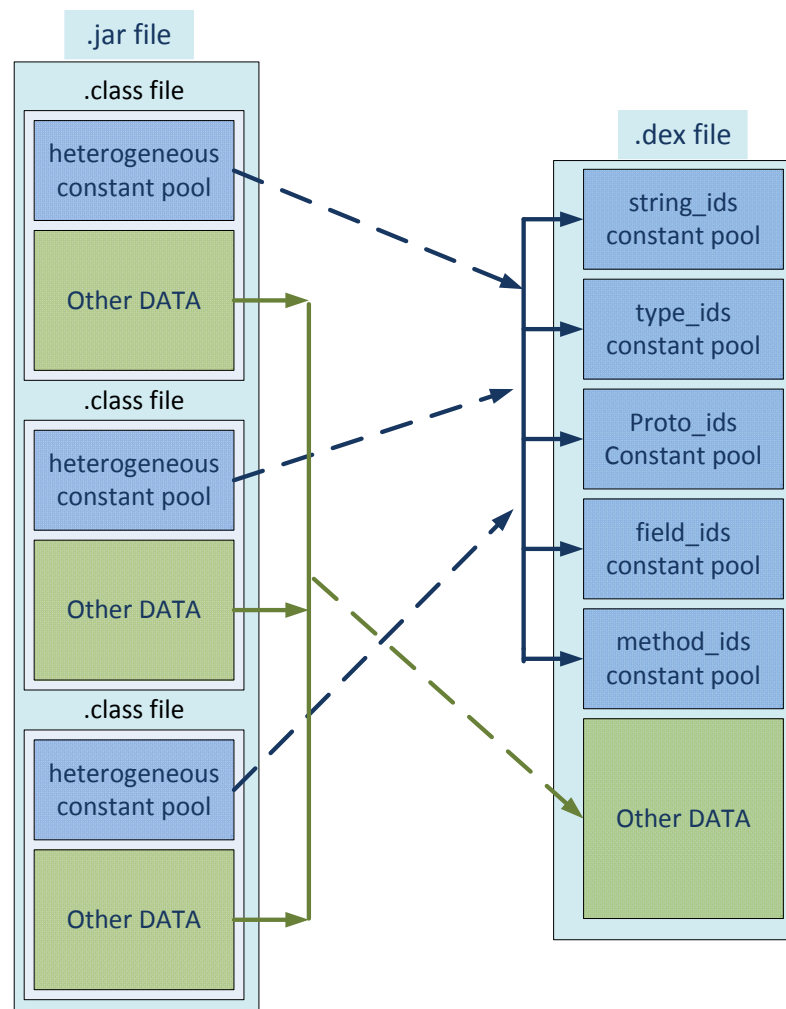 .jar file
.class file
heterogeneous
constant pool
Other DATA
.class file
heterogeneous
constant pool
Other DATA
.class file
heterogeneous
constant pool
Other DATA
.dex file
string_ids
constant pool
type_ids
constant pool
Proto_ids
Constant pool
field_ids
constant pool
method_ids
constant pool
Other DATA